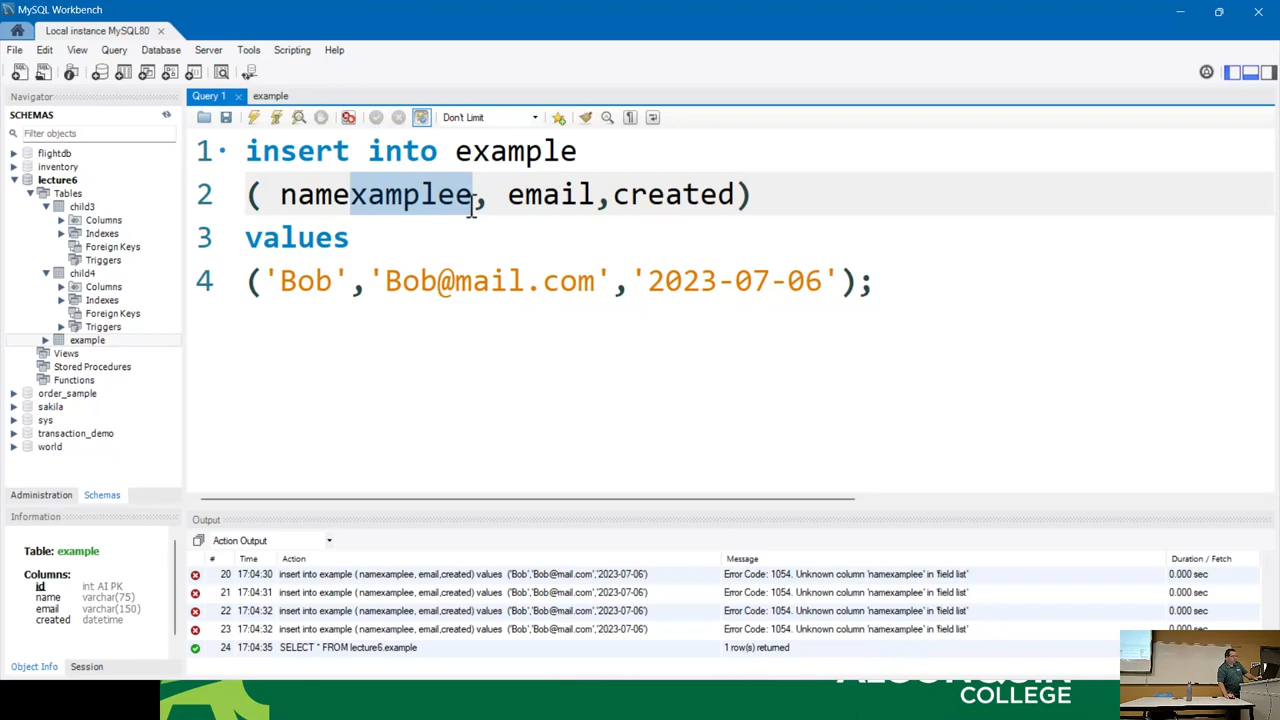 MySQL Workbench
Local instance MySQL80
File Edit View Query Database Server Tools Scripting Help
Navigator
SCHEMAS
Filter objects
flightdb
inventory
lecture6
Tables
child3
Columns
Indexes
Foreign Keys
Triggers
child4
Columns
Indexes
Foreign Keys
Triggers
example
Views
Stored Procedures
Functions
order_sample
sakila
sys
transaction_demo
world
Administration Schemas
Information
Table: example
Columns:
id int AI PK
name varchar(75)
email varchar(150)
created datetime
Object Info Session
Query 1 example
Don't Limit
1 insert into example
2 ( namexamplee, email,created)
3 values
4 ('Bob','Bob@mail.com','2023-07-06');
Output
Action Output
# Time Action Message Duration / Fetch
20 17:04:30 insert into example ( namexamplee, email,created) values ('Bob','Bob@mail.com','2023-07-06') Error Code: 1054. Unknown column 'namexamplee' in 'field list' 0.000 sec
21 17:04:31 insert into example ( namexamplee, email,created) values ('Bob','Bob@mail.com','2023-07-06') Error Code: 1054. Unknown column 'namexamplee' in 'field list' 0.000 sec
22 17:04:32 insert into example ( namexamplee, email,created) values ('Bob','Bob@mail.com','2023-07-06') Error Code: 1054. Unknown column 'namexamplee' in 'field list' 0.000 sec
23 17:04:32 insert into example ( namexamplee, email,created) values ('Bob','Bob@mail.com','2023-07-06') Error Code: 1054. Unknown column 'namexamplee' in 'field list' 0.000 sec
24 17:04:35 SELECT * FROM lecture6.example 1 row(s) returned
COLLEGE